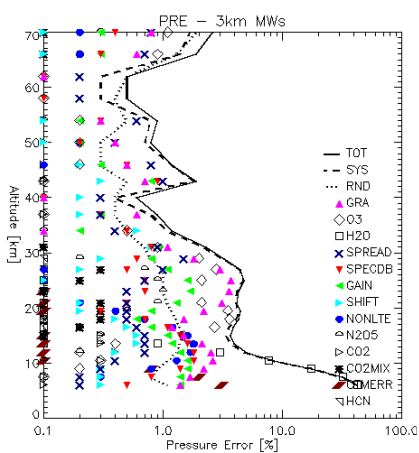 PRE - 3km MWs
70
60
50
40
30
20
10
0
Altitude [km]
0.1
1.0
10.0
100.0
Pressure Error [%]
TOT
SYS
RND
GRA
O3
H2O
SPREAD
SPECDB
GAIN
SHIFT
NONLTE
N2O5
CO2
CO2MIX
HCN